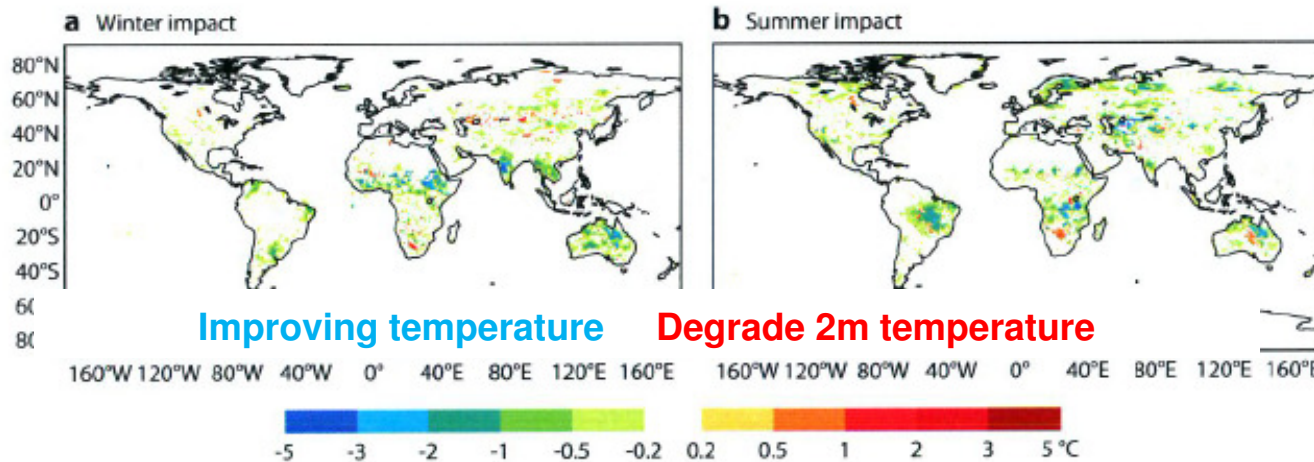 a Winter impact
b Summer impact
80°N
60°N
40°N
20°N
0°
20°S
40°S
Improving temperature Degrade 2m temperature
160°W 120°W 80°W 40°W 0° 40°E 80°E 120°E 160°E
160°W 120°W 80°W 40°W 0° 40°E 80°E 120°E
-5 -3 -2 -1 -0.5 -0.2 0.2 0.5 1 2 3 5 °C